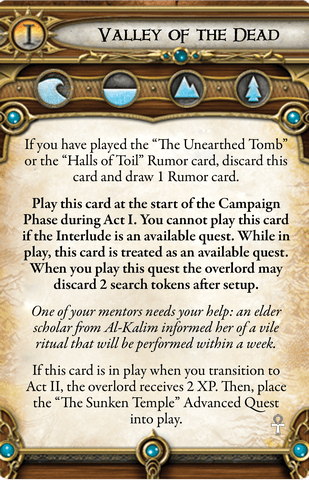 I
Valley of the Dead
If you have played the “The Unearthed Tomb”
or the “Halls of Toil” Rumor card, discard this
card and draw 1 Rumor card.
Play this card at the start of the Campaign
Phase during Act I. You cannot play this card
if the Interlude is an available quest. While in
play, this card is treated as an available quest.
When you play this quest the overlord may
discard 2 search tokens after setup.
One of your mentors needs your help: an elder
scholar from Al-Kalim informed her of a vile
ritual that will be performed within a week.
If this card is in play when you transition to
Act II, the overlord receives 2 XP. Then, place
the “The Sunken Temple” Advanced Quest
into play.